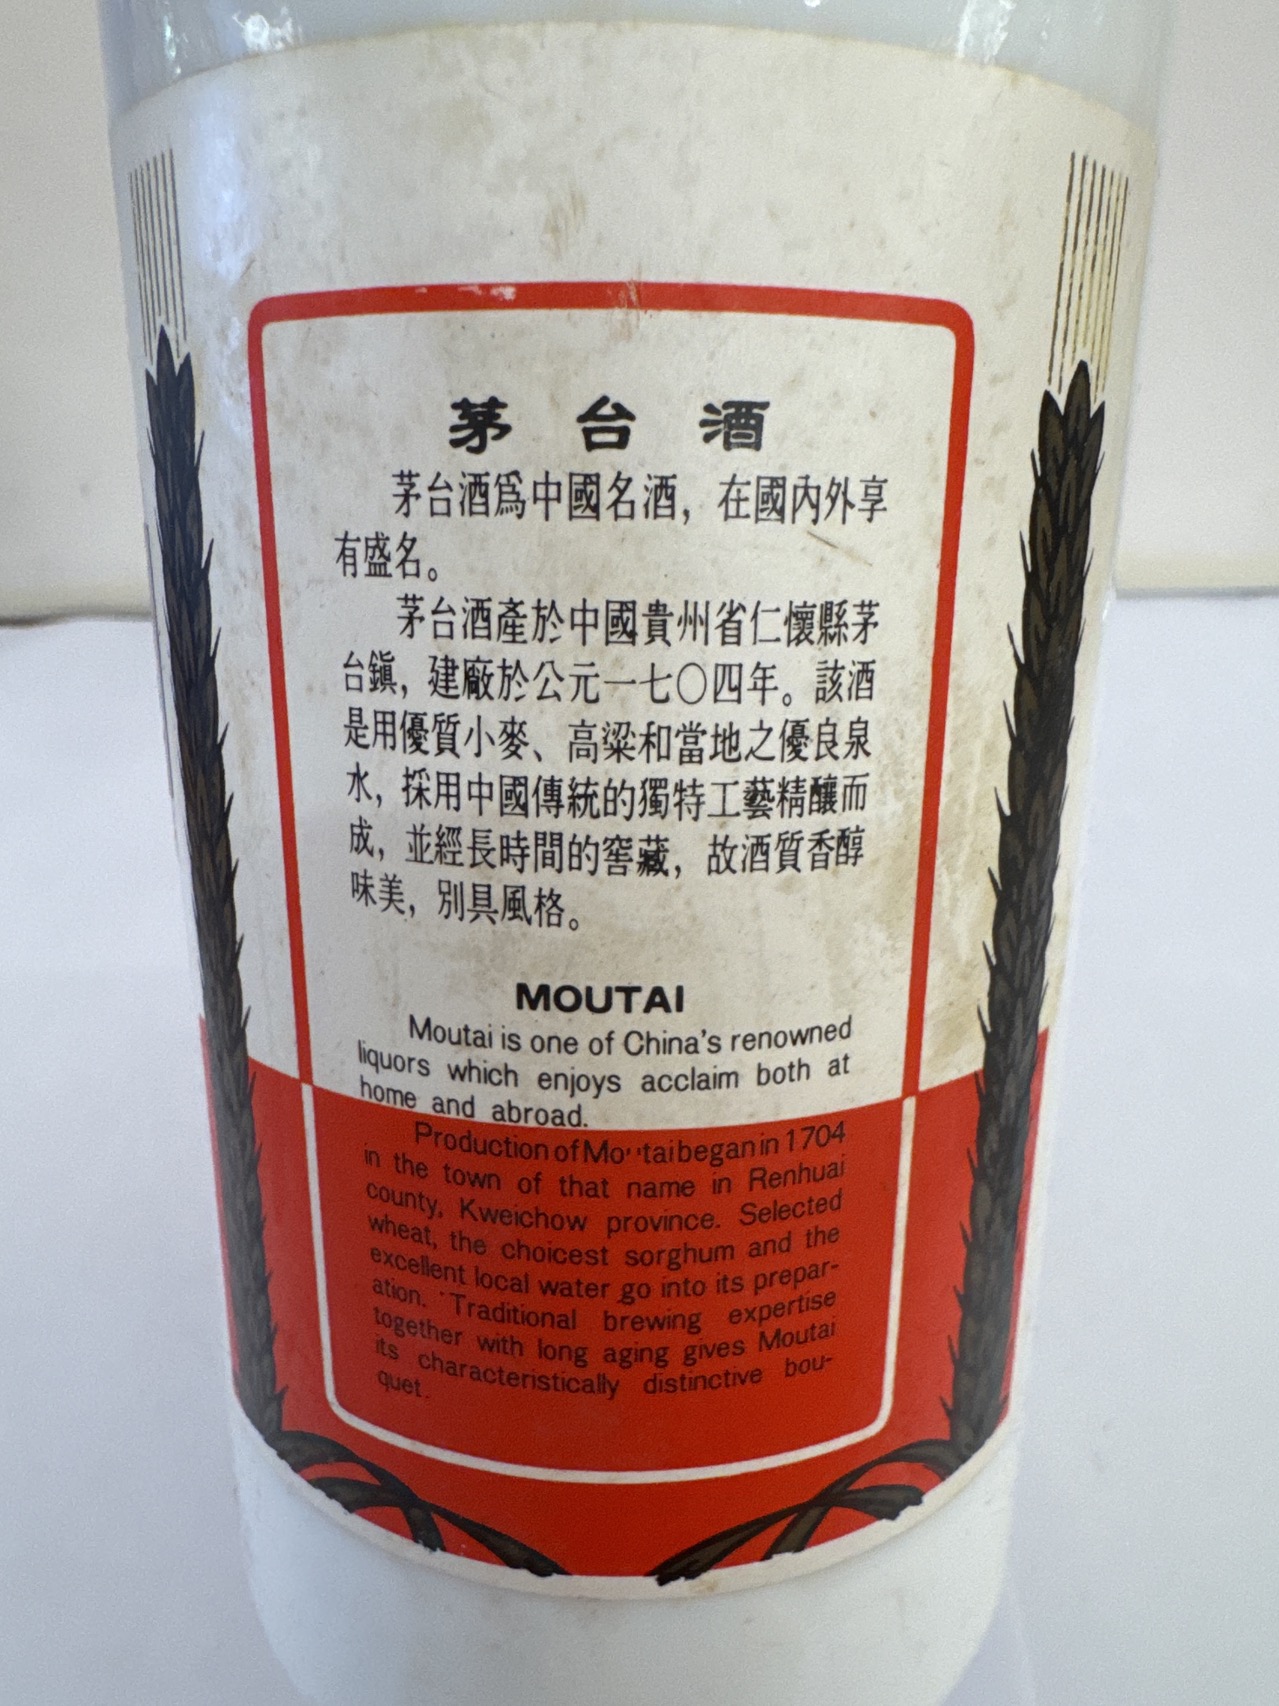 茅台酒
茅台酒爲中國名酒，在國內外享
有盛名。
茅台酒產於中國貴州省仁懷縣茅
台鎮，建廠於公元一七〇四年。該酒
是用優質小麥、高粱和當地之優良泉
水，採用中國傳統的獨特工藝精釀而
成，並經長時間的窖藏，故酒質香醇
味美，別具風格。
MOUTAI
Moutai is one of China's renowned
liquors which enjoys acclaim both at
home and abroad.
Production of Moutai began in 1704
in the town of that name in Renhuai
county, Kweichow province. Selected
wheat, the choicest sorghum and the
excellent local water go into its prepar-
ation. Traditional brewing expertise
together with long aging gives Moutai
its characteristically distinctive bou-
quet.